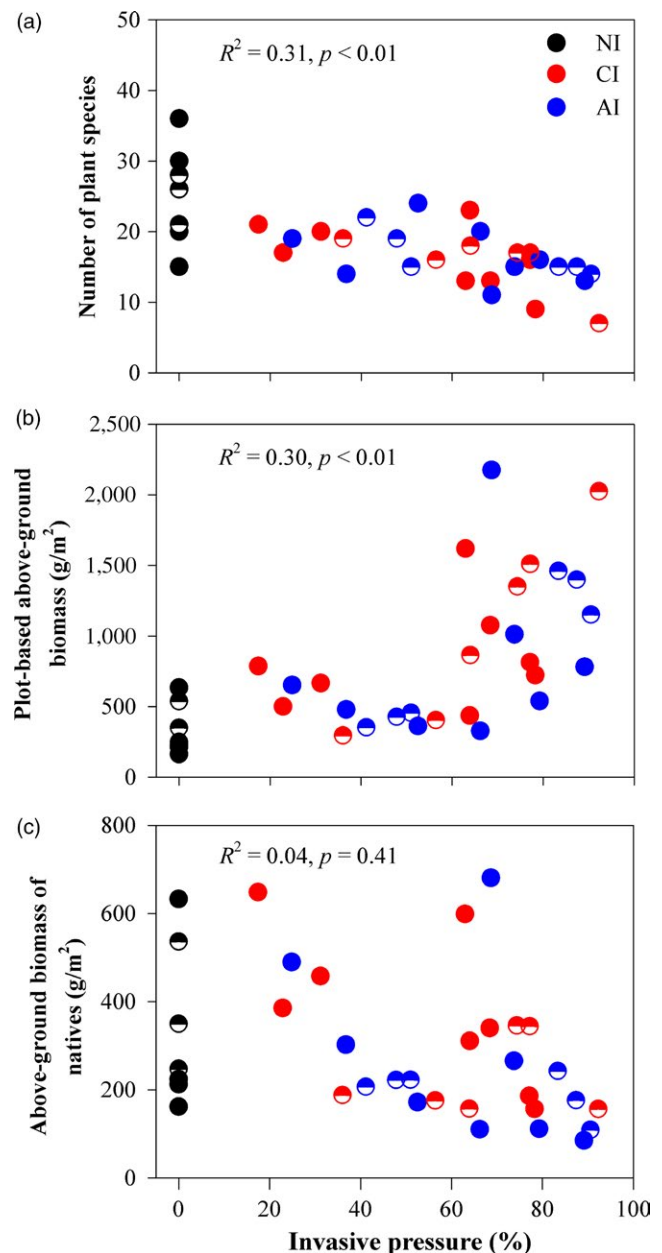 (a)
50
40
30
20
10
0
Number of plant species
R² = 0.31, p < 0.01
NI
CI
AI
(b)
2,500
2,000
1,500
1,000
500
0
Plot-based above-ground
biomass (g/m²)
R² = 0.30, p < 0.01
(c)
800
600
400
200
0
Above-ground biomass of
natives (g/m²)
R² = 0.04, p = 0.41
0 20 40 60 80 100
Invasive pressure (%)